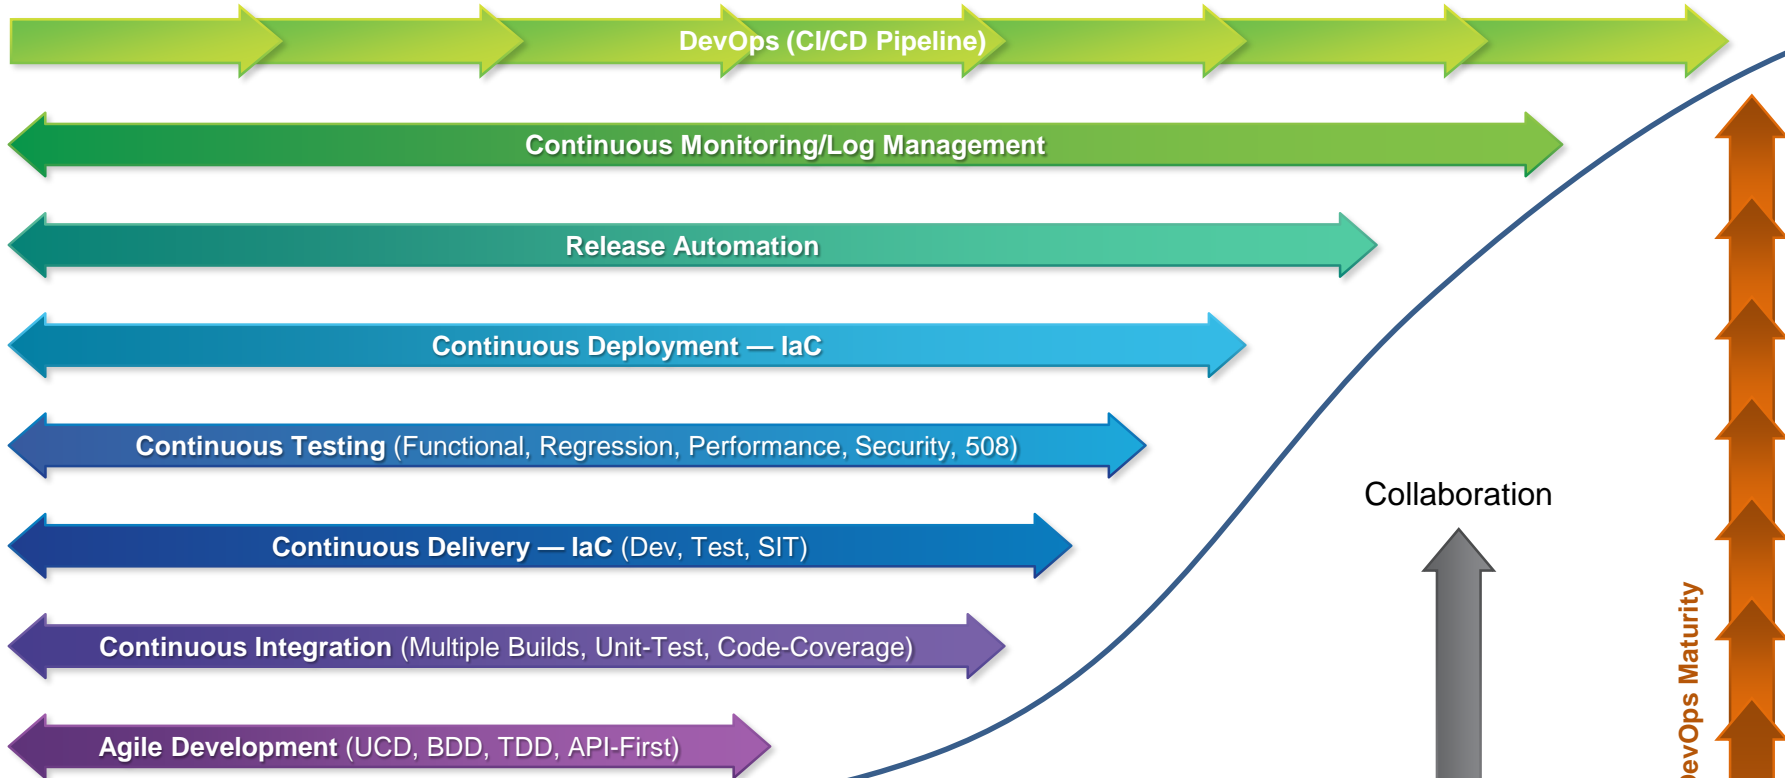 DevOps (CI/CD Pipeline)
Continuous Monitoring/Log Management
Release Automation
Continuous Deployment — IaC
Continuous Testing (Functional, Regression, Performance, Security, 508)
Collaboration
Continuous Delivery — IaC (Dev, Test, SIT)
Continuous Integration (Multiple Builds, Unit-Test, Code-Coverage)
DevOps Maturity
Agile Development (UCD, BDD, TDD, API-First)